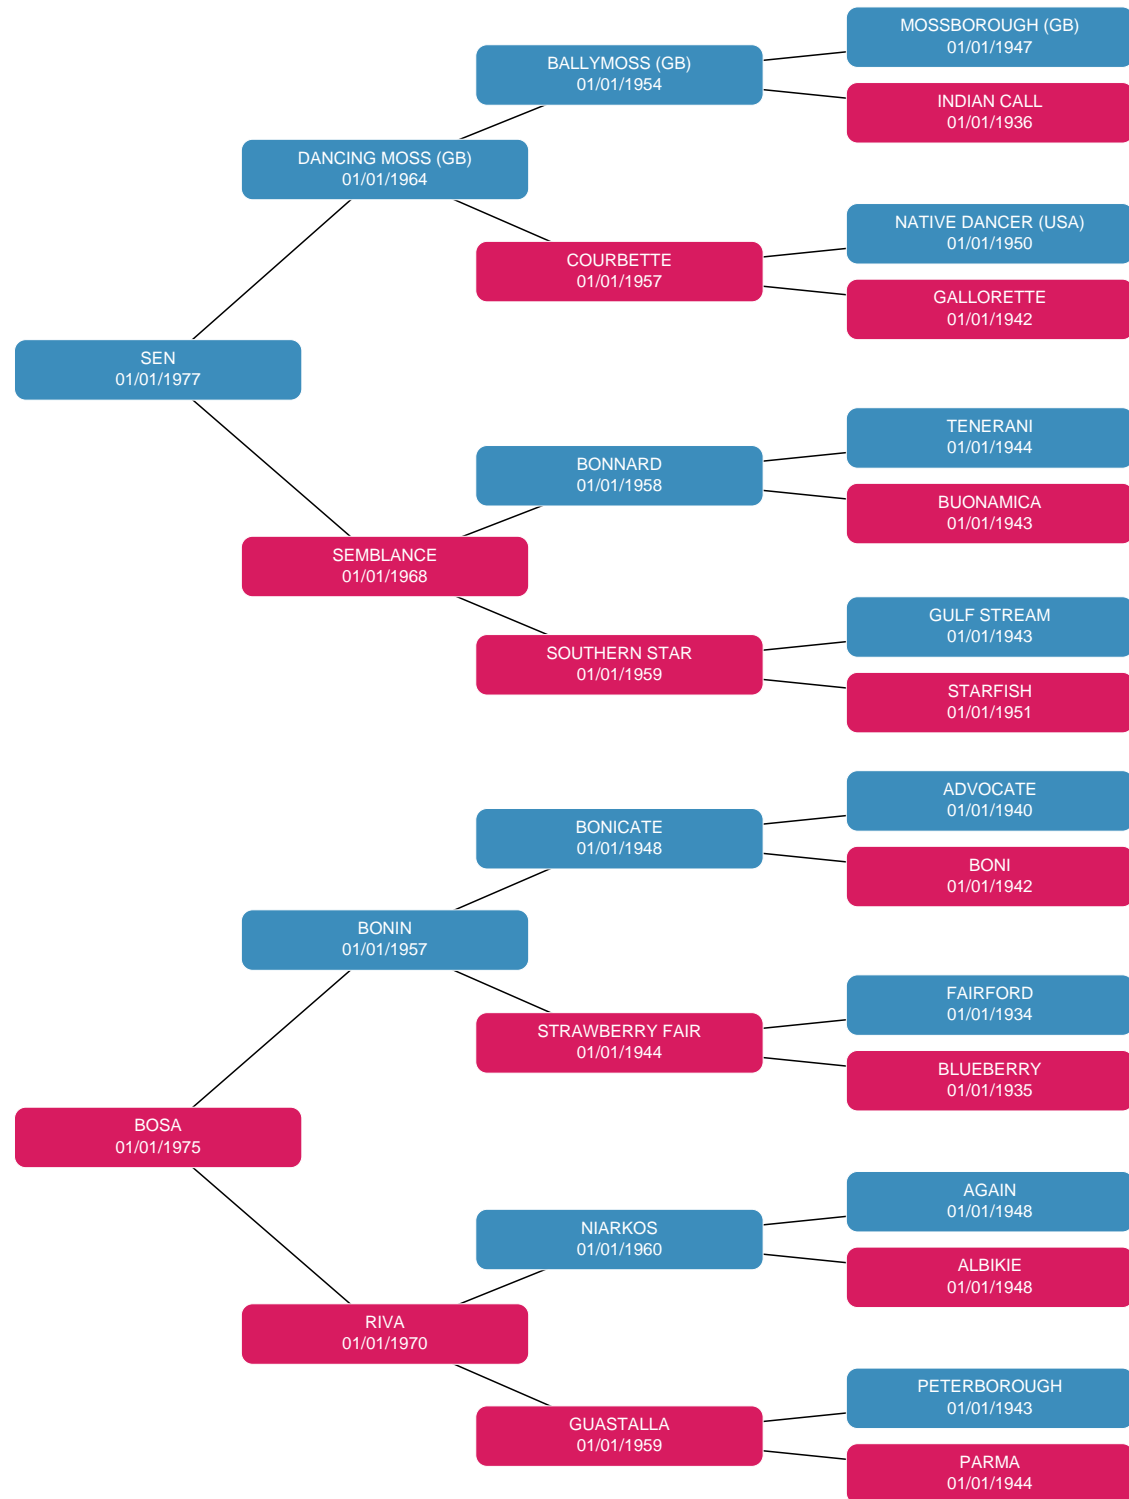 MOSSBOROUGH (GB)
01/01/1947
BALLYMOSS (GB)
01/01/1954
INDIAN CALL
01/01/1936
DANCING MOSS (GB)
01/01/1964
NATIVE DANCER (USA)
01/01/1950
COURBETTE
01/01/1957
GALLORETTE
01/01/1942
SEN
01/01/1977
TENERANI
01/01/1944
BONNARD
01/01/1958
BUONAMICA
01/01/1943
SEMBLANCE
01/01/1968
GULF STREAM
01/01/1943
SOUTHERN STAR
01/01/1959
STARFISH
01/01/1951
ADVOCATE
01/01/1940
BONICATE
01/01/1948
BONI
01/01/1942
BONIN
01/01/1957
FAIRFORD
01/01/1934
STRAWBERRY FAIR
01/01/1944
BLUEBERRY
01/01/1935
BOSA
01/01/1975
AGAIN
01/01/1948
NIARKOS
01/01/1960
ALBIKIE
01/01/1948
RIVA
01/01/1970
PETERBOROUGH
01/01/1943
GUASTALLA
01/01/1959
PARMA
01/01/1944